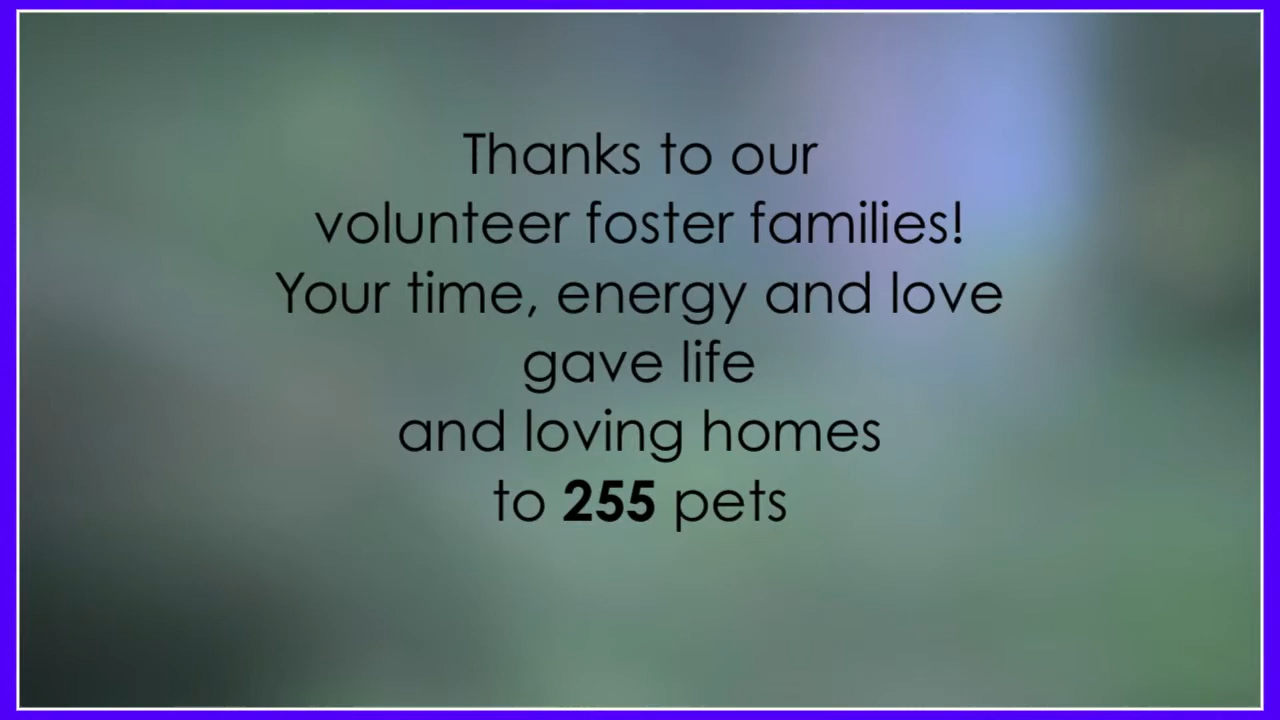 Thanks to our
volunteer foster families!
Your time, energy and love
gave life
and loving homes
to 255 pets